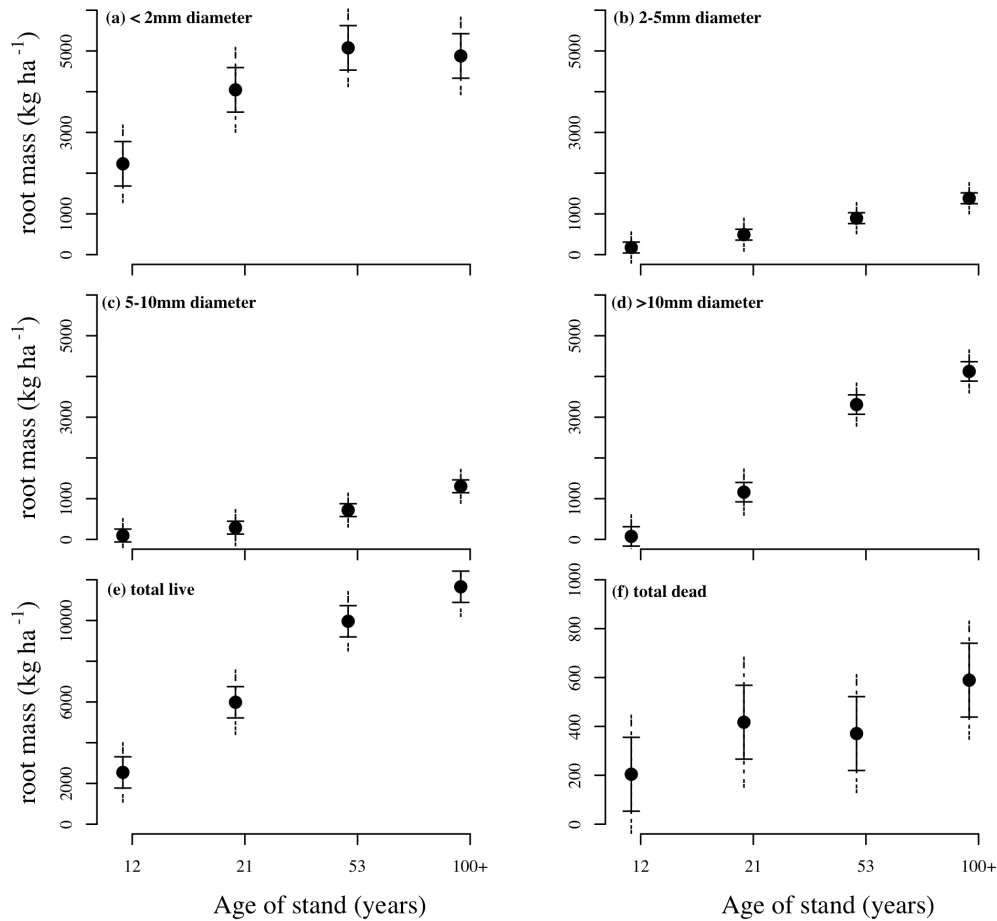 (a) < 2mm diameter
root mass (kg ha -1)
5000
3000
1000
0
(b) 2-5mm diameter
5000
3000
1000
0
(c) 5-10mm diameter
root mass (kg ha -1)
5000
3000
1000
0
(d) >10mm diameter
5000
3000
1000
0
(e) total live
root mass (kg ha -1)
10000
6000
2000
0
12 21 53 100+
Age of stand (years)
(f) total dead
1000
800
600
400
200
0
12 21 53 100+
Age of stand (years)